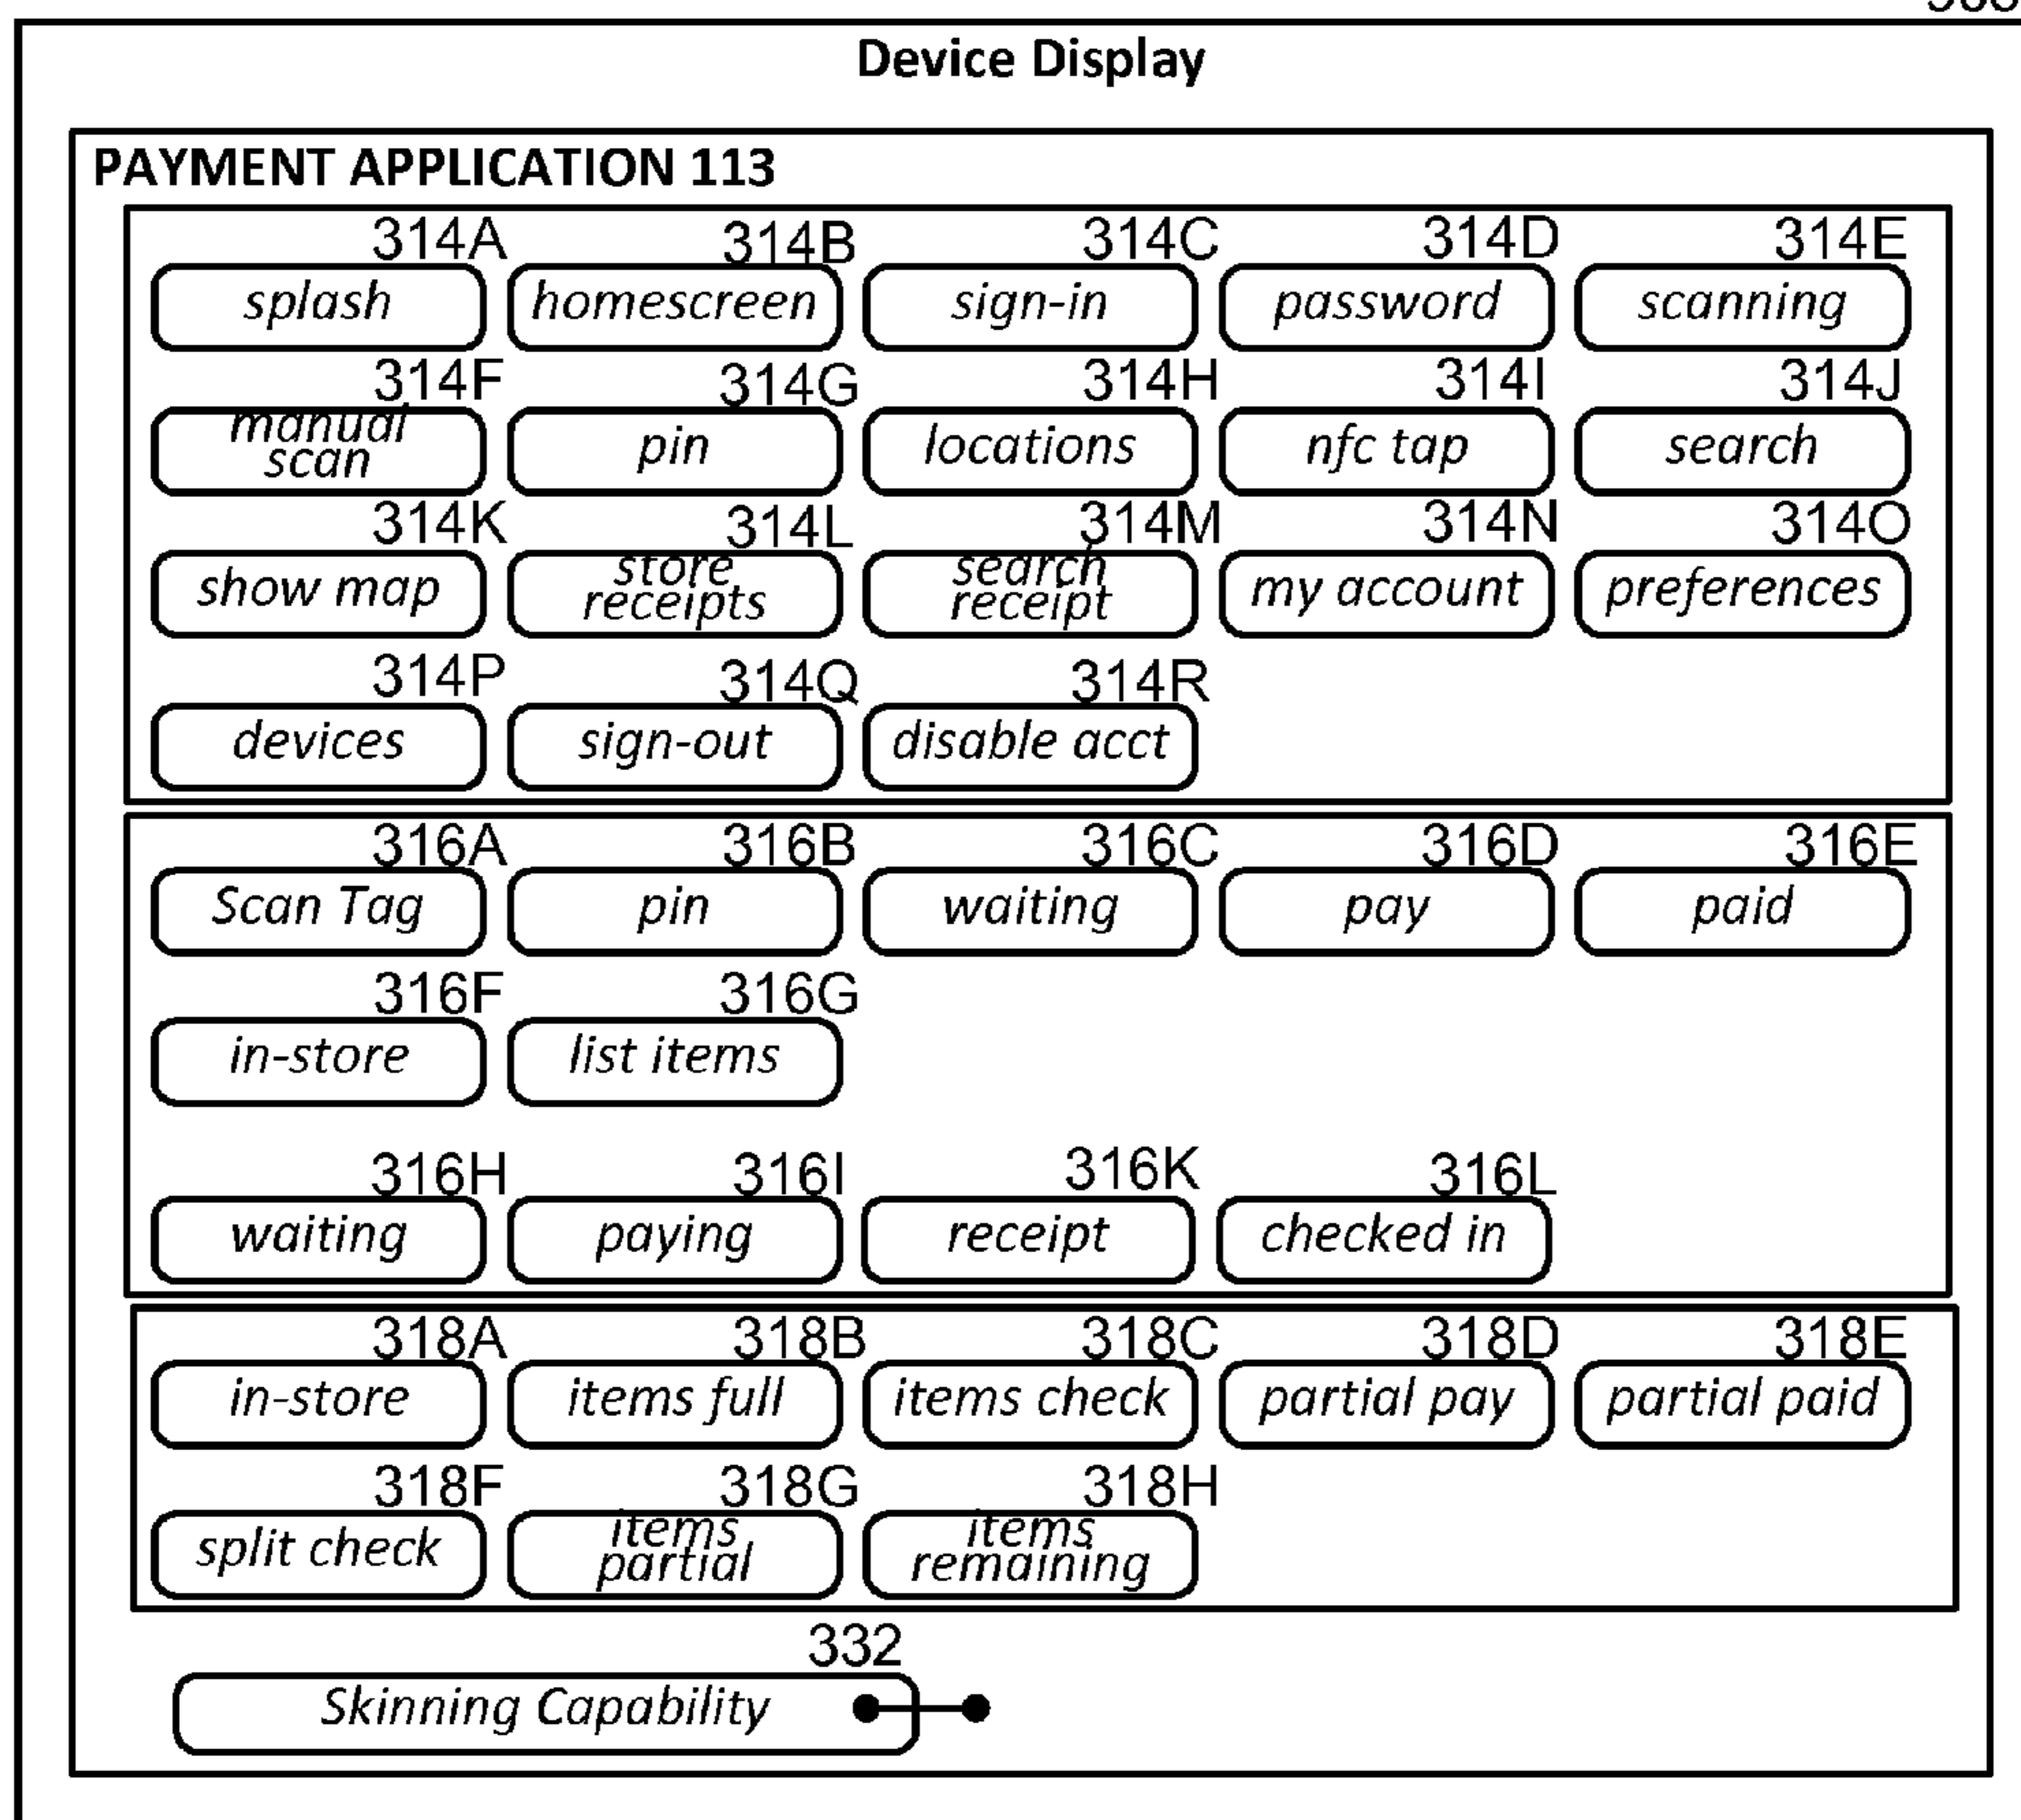 Device Display
PAYMENT APPLICATION 113
314A 314B 314C 314D 314E
splash homescreen sign-in password scanning
314F 314G 314H 314I 314J
manual
scan pin locations nfc tap search
314K 314L 314M 314N 314O
store search
show map receipts receipt my account preferences
314P 314Q 314R
devices sign-out disable acct
316A 316B 316C 316D 316E
Scan Tag pin waiting pay paid
316F 316G
in-store list items
316H 316I 316K 316L
waiting paying receipt checked in
318A 318B 318C 318D 318E
in-store items full items check partial pay partial paid
318F 318G 318H
items items
split check partial remaining
332
Skinning Capability